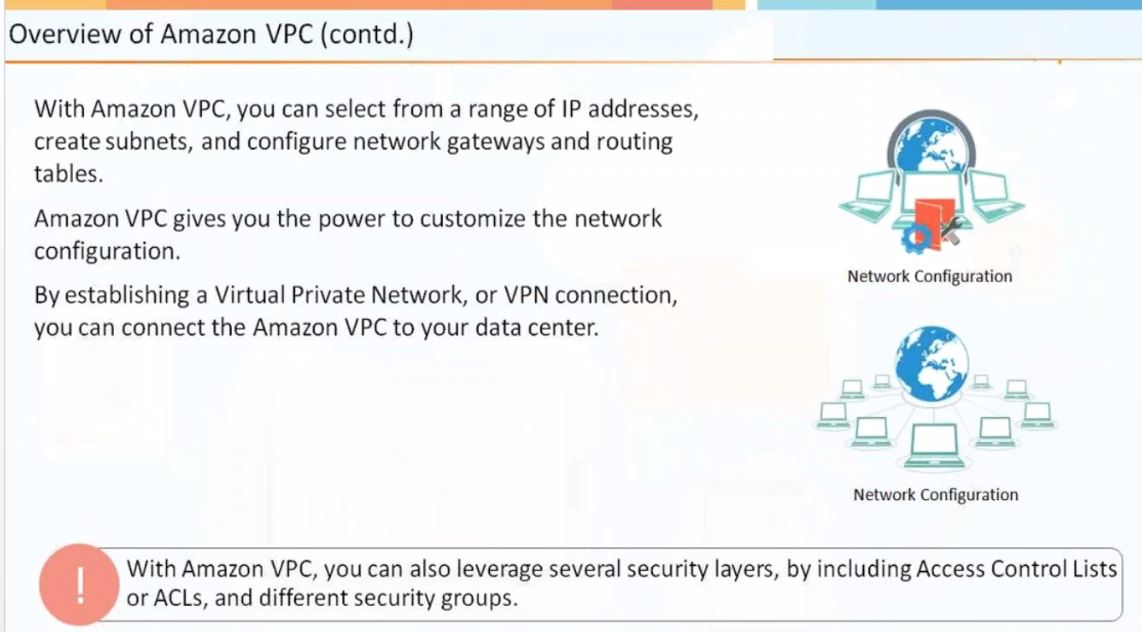 Overview of Amazon VPC (contd.)
With Amazon VPC, you can select from a range of IP addresses,
create subnets, and configure network gateways and routing
tables.
Amazon VPC gives you the power to customize the network
configuration.
By establishing a Virtual Private Network, or VPN connection,
you can connect the Amazon VPC to your data center.
Network Configuration
Network Configuration
!
With Amazon VPC, you can also leverage several security layers, by including Access Control Lists
or ACLs, and different security groups.